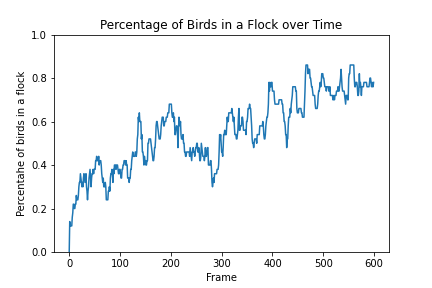 Percentage of Birds in a Flock over Time
1.0
0.8
0.6
0.4
0.2
0.0
Percentahe of birds in a flock
0 100 200 300 400 500 600
Frame